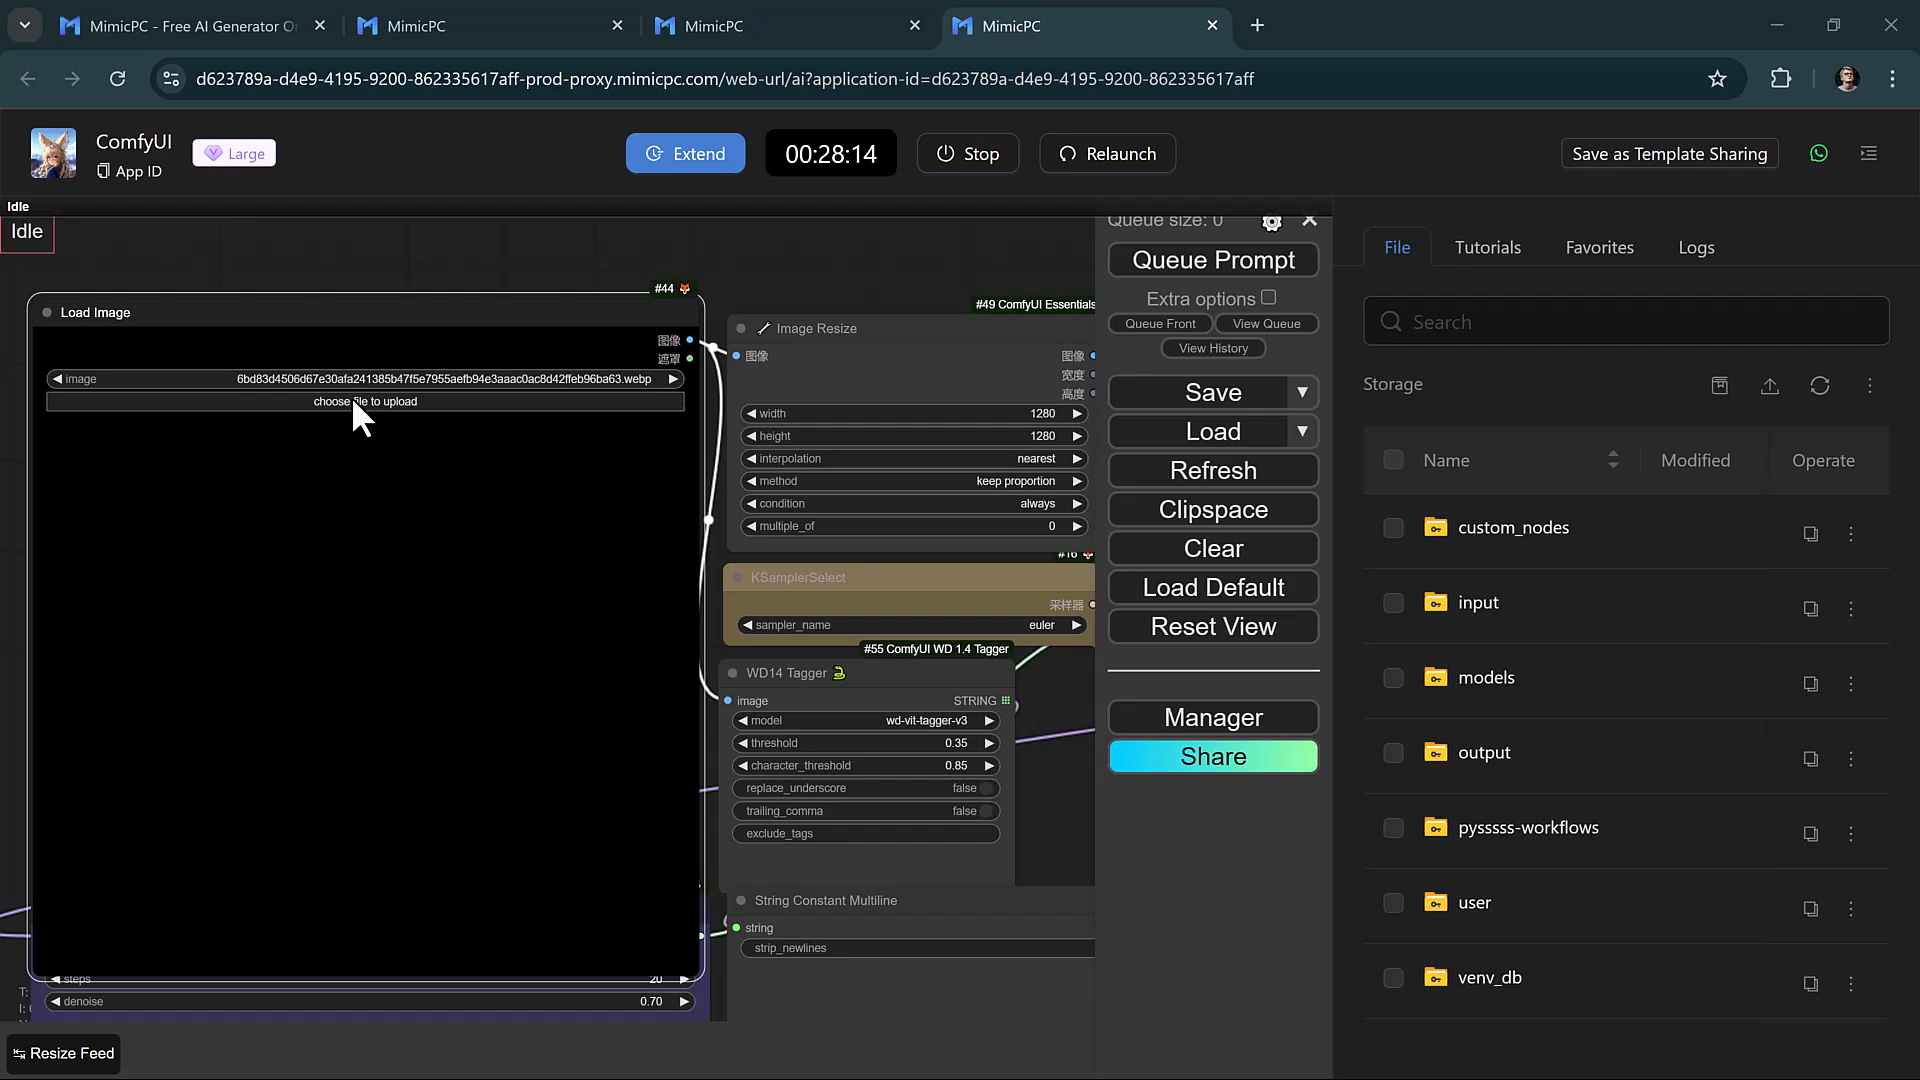 MimicPC - Free AI Generator O
MimicPC
MimicPC
MimicPC
d623789a-d4e9-4195-9200-862335617aff-prod-proxy.mimicpc.com/web-url/ai?application-id=d623789a-d4e9-4195-9200-862335617aff
ComfyUI
App ID
Large
Extend
00:28:14
Stop
Relaunch
Save as Template Sharing
Idle
Idle
#44
Load Image
图像
遮罩
image 6bd83d4506d67e30afa241385b47f5e7955aefb94e3aaac0ac8d42ffeb96ba63.webp
choose file to upload
steps 20
denoise 0.70
T:
I:
Resize Feed
#49 ComfyUI Essentials
Image Resize
图像 图像
宽度
高度
width 1280
height 1280
interpolation nearest
method keep proportion
condition always
multiple_of 0
#16
KSamplerSelect
采样器
sampler_name euler
#55 ComfyUI WD 1.4 Tagger
WD14 Tagger
image STRING
model wd-vit-tagger-v3
threshold 0.35
character_threshold 0.85
replace_underscore false
trailing_comma false
exclude_tags
String Constant Multiline
string
strip_newlines
Queue size: 0
Queue Prompt
Extra options
Queue Front View Queue
View History
Save
Load
Refresh
Clipspace
Clear
Load Default
Reset View
Manager
Share
File Tutorials Favorites Logs
Search
Storage
Name Modified Operate
custom_nodes
input
models
output
pysssss-workflows
user
venv_db